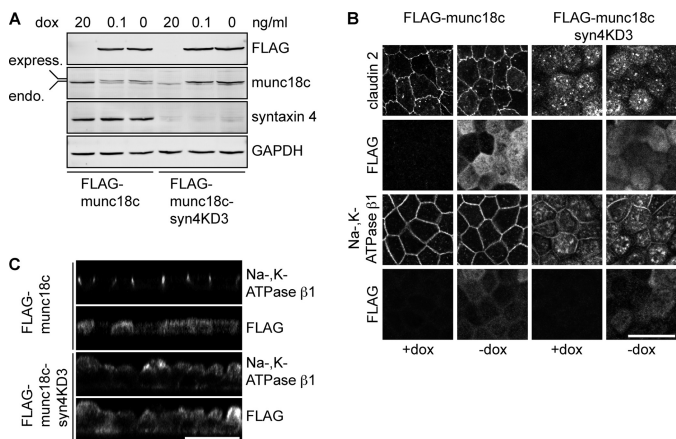 A
dox 20 0.1 0 20 0.1 0 ng/ml
FLAG
express.
munc18c
endo.
syntaxin 4
GAPDH
FLAG-
munc18c
FLAG-
munc18c-
syn4KD3
B
FLAG-munc18c
FLAG-munc18c
syn4KD3
claudin 2
FLAG
Na-,K-
ATPase β1
FLAG
+dox -dox +dox -dox
C
FLAG-
munc18c
Na-,K-
ATPase β1
FLAG
FLAG-
munc18c-
syn4KD3
Na-,K-
ATPase β1
FLAG